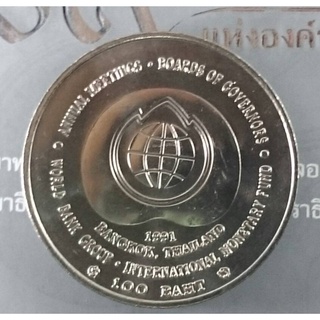 แห่งองค์
ANNUAL MEETINGS · BOARDS OF GOVERNORS
WORLD BANK GROUP · INTERNATIONAL MONETARY FUND
1991
BANGKOK, THAILAND
100 BAHT